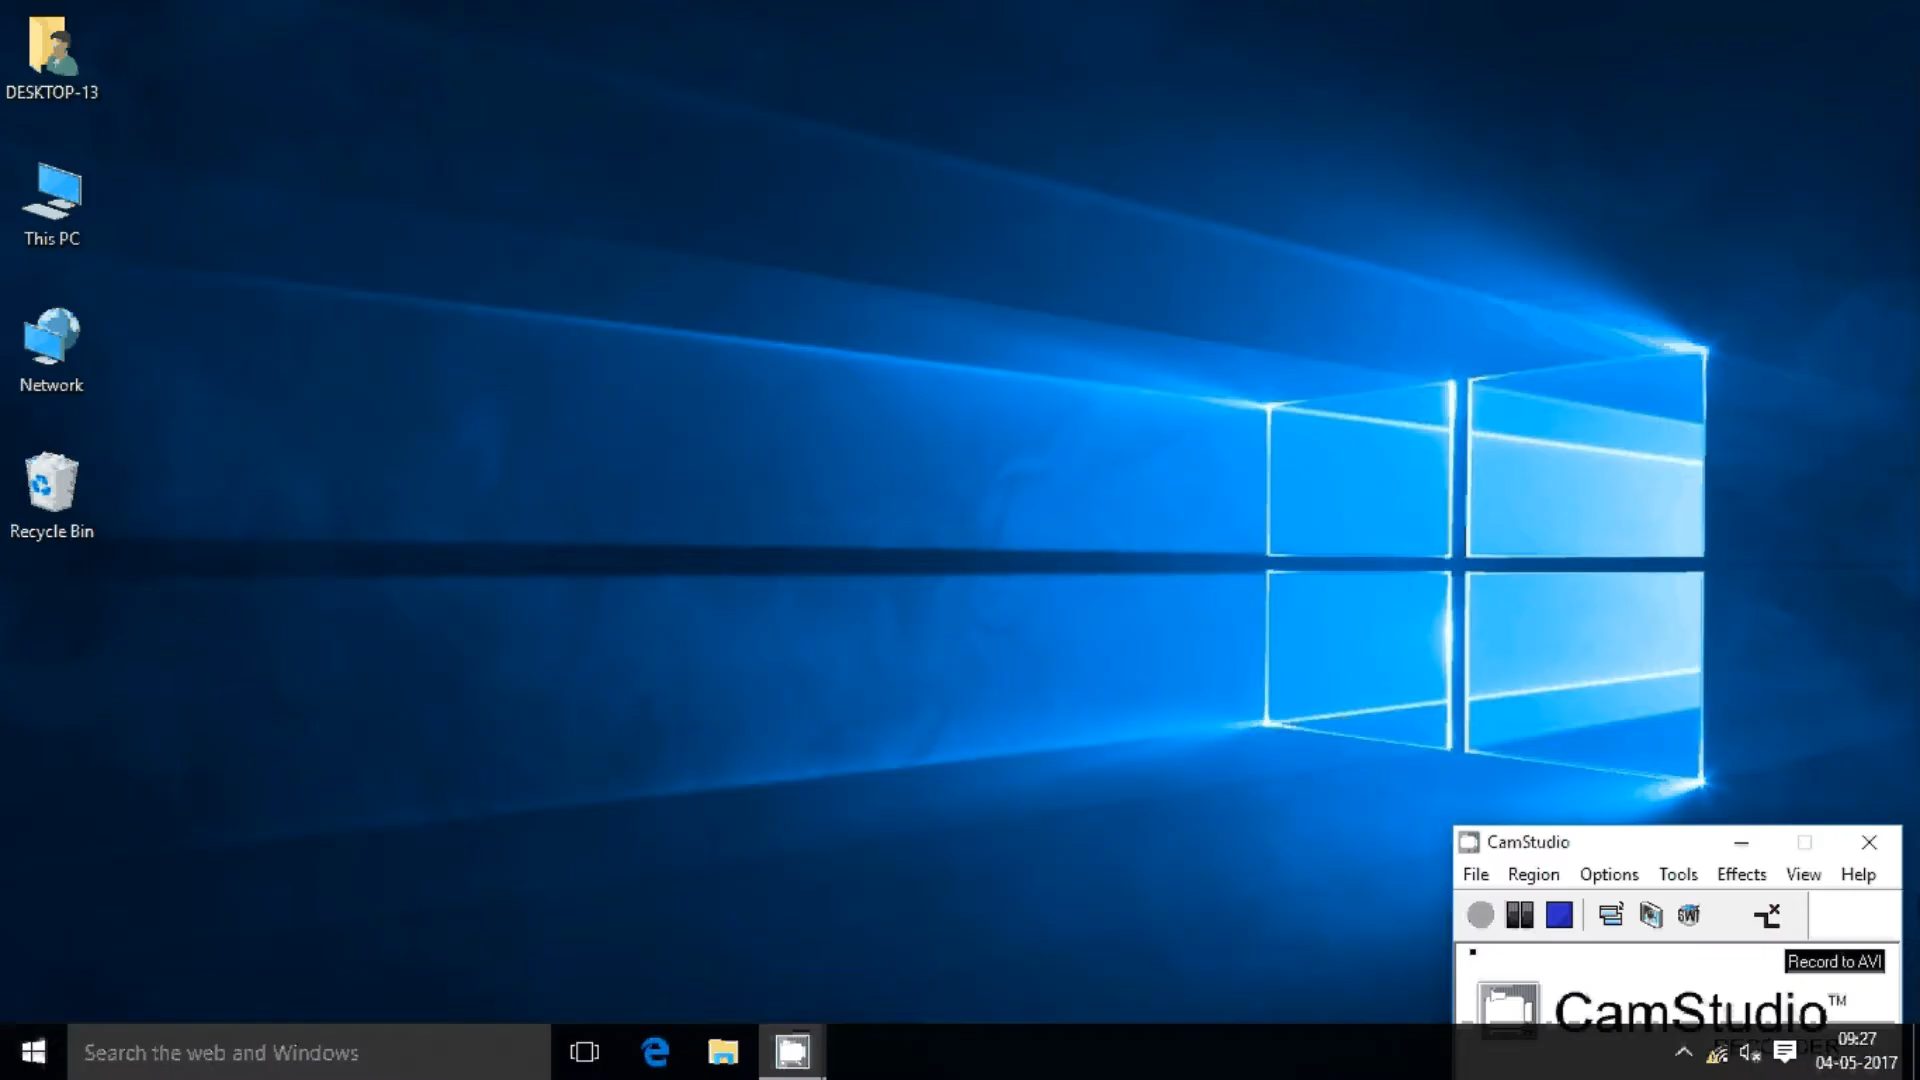 DESKTOP-13
This PC
Network
Recycle Bin
CamStudio
File Region Options Tools Effects View Help
SWF
Record to AVI
CamStudio™
Search the web and Windows
09:27
04-05-2017